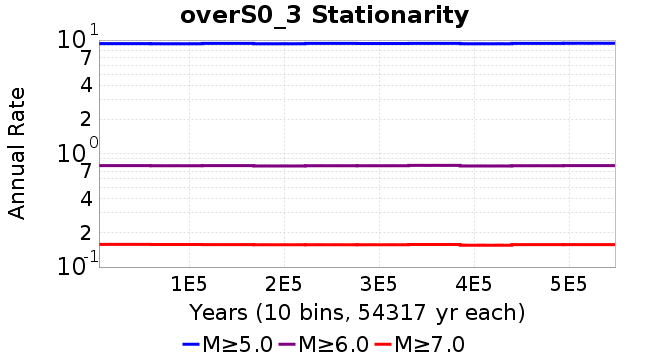 overS0_3 Stationarity
10^1
7
4
2
10^0
7
4
2
10^-1
Annual Rate
1E5 2E5 3E5 4E5 5E5
Years (10 bins, 54317 yr each)
M≥5.0 M≥6.0 M≥7.0